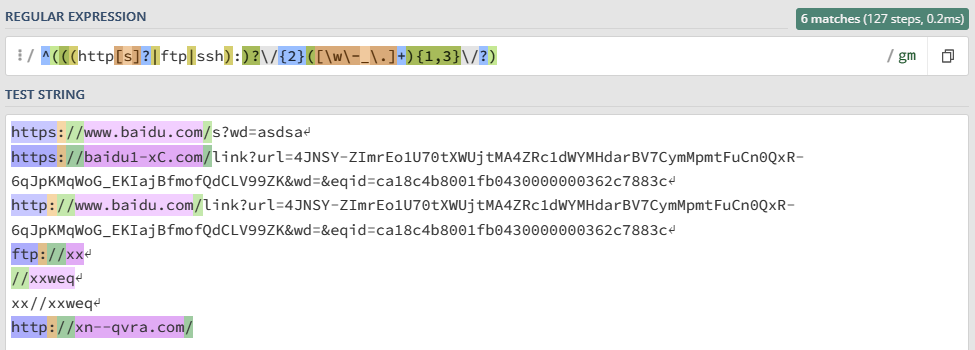 REGULAR EXPRESSION
6 matches (127 steps, 0.2ms)
/ ^(((http[s]?|ftp|ssh):)?\/{2}([\w\-_\.]+){1,3}\/?) / gm
TEST STRING
https://www.baidu.com/s?wd=asdsa↲
https://baidu1-xC.com/link?url=4JNSY-ZImrEo1U70tXWUjtMA4ZRc1dWYMHdarBV7CymMpmtFuCn0QxR-
6qJpKMqWoG_EKIajBfmofQdCLV99ZK&wd=&eqid=ca18c4b8001fb0430000000362c7883c↲
http://www.baidu.com/link?url=4JNSY-ZImrEo1U70tXWUjtMA4ZRc1dWYMHdarBV7CymMpmtFuCn0QxR-
6qJpKMqWoG_EKIajBfmofQdCLV99ZK&wd=&eqid=ca18c4b8001fb0430000000362c7883c↲
ftp://xx↲
//xxweq↲
xx//xxweq↲
http://xn--qvra.com/